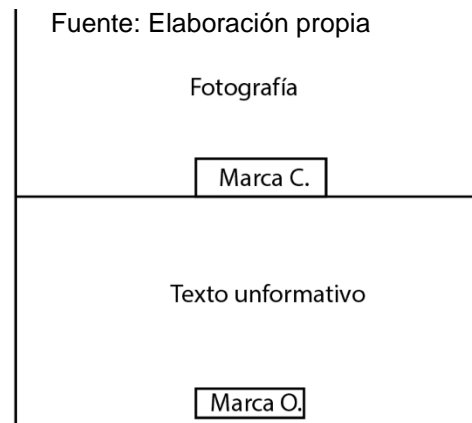 Fuente: Elaboración propia
Fotografía
Marca C.
Texto unformativo
Marca O.